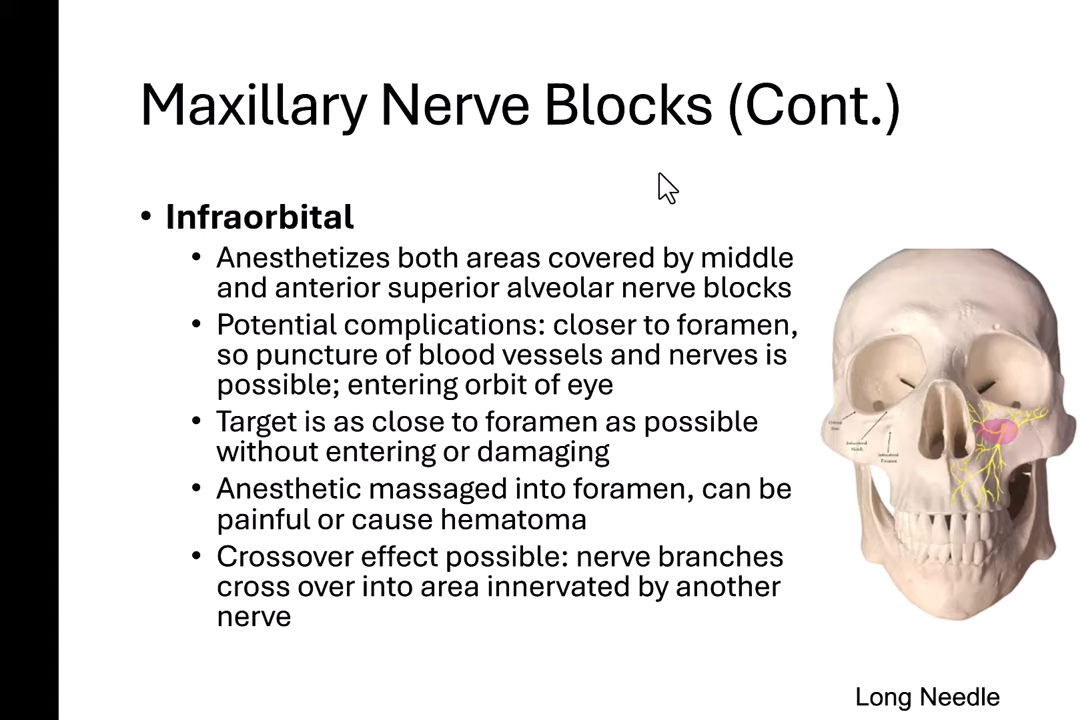 Maxillary Nerve Blocks (Cont.)
• Infraorbital
• Anesthetizes both areas covered by middle
and anterior superior alveolar nerve blocks
• Potential complications: closer to foramen,
so puncture of blood vessels and nerves is
possible; entering orbit of eye
• Target is as close to foramen as possible
without entering or damaging
• Anesthetic massaged into foramen, can be
painful or cause hematoma
• Crossover effect possible: nerve branches
cross over into area innervated by another
nerve
Long Needle